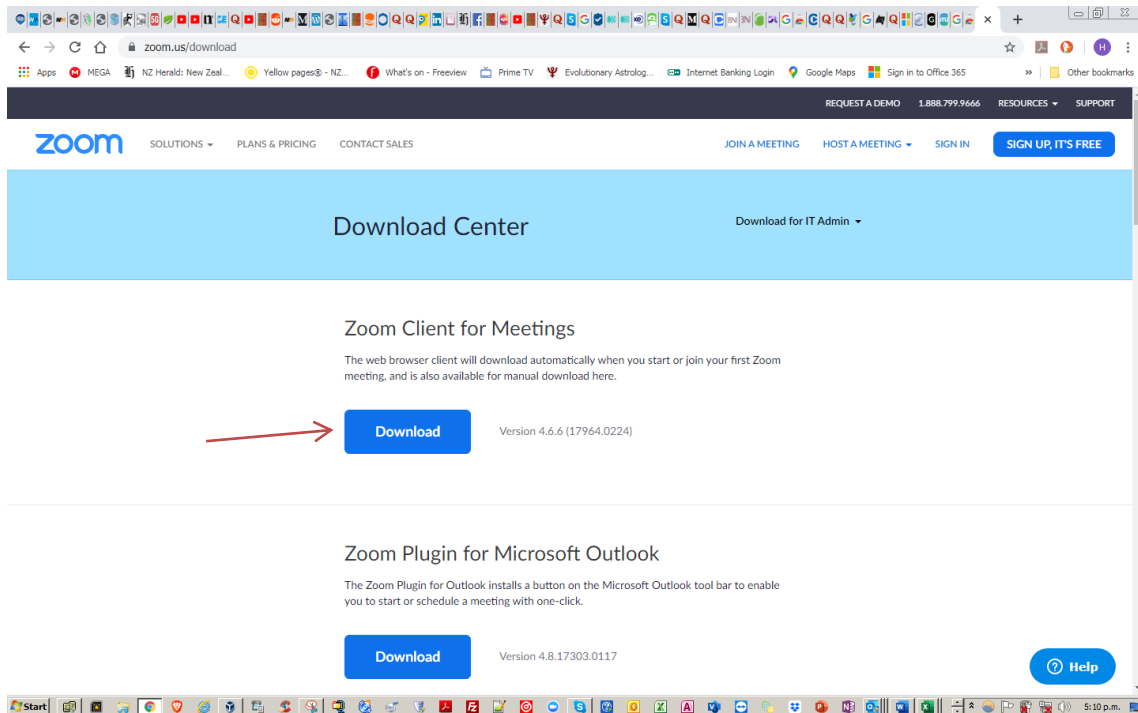 zoom.us/download
Apps MEGA NZ Herald: New Zeal... Yellow pages® - NZ... What's on - Freeview Prime TV Evolutionary Astrolog... Internet Banking Login Google Maps Sign in to Office 365 » Other bookmarks
REQUEST A DEMO 1.888.799.9666 RESOURCES SUPPORT
zoom SOLUTIONS PLANS & PRICING CONTACT SALES JOIN A MEETING HOST A MEETING SIGN IN SIGN UP, IT'S FREE
Download Center Download for IT Admin
Zoom Client for Meetings
The web browser client will download automatically when you start or join your first Zoom
meeting, and is also available for manual download here.
Download Version 4.6.6 (17964.0224)
Zoom Plugin for Microsoft Outlook
The Zoom Plugin for Outlook installs a button on the Microsoft Outlook tool bar to enable
you to start or schedule a meeting with one-click.
Download Version 4.8.17303.0117
Help
Start 5:10 p.m.